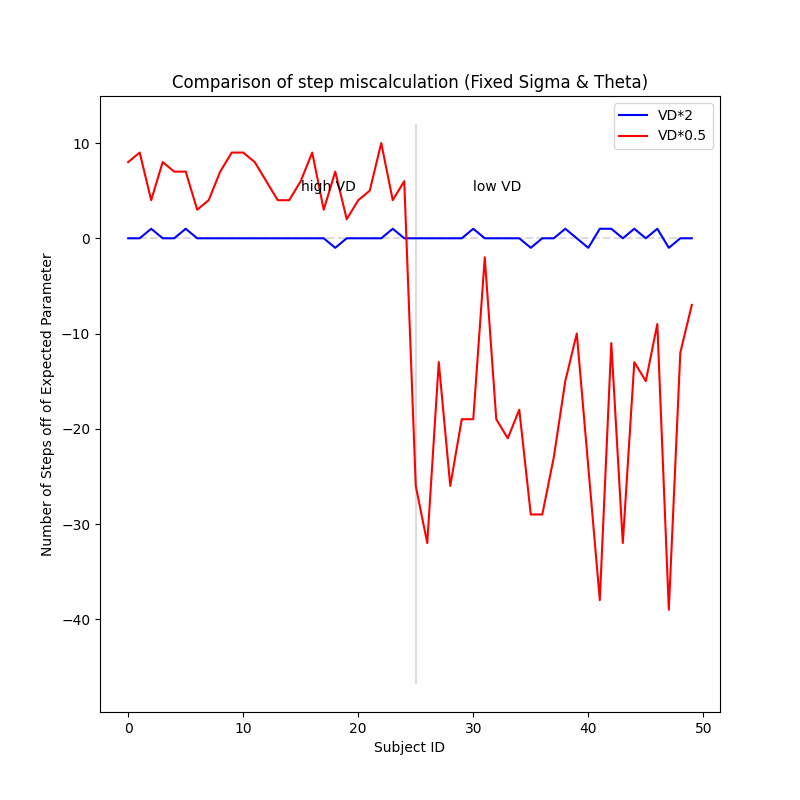 Comparison of step miscalculation (Fixed Sigma & Theta)
VD*2
VD*0.5
high VD
low VD
Number of Steps off of Expected Parameter
10
0
−10
−20
−30
−40
0 10 20 30 40 50
Subject ID